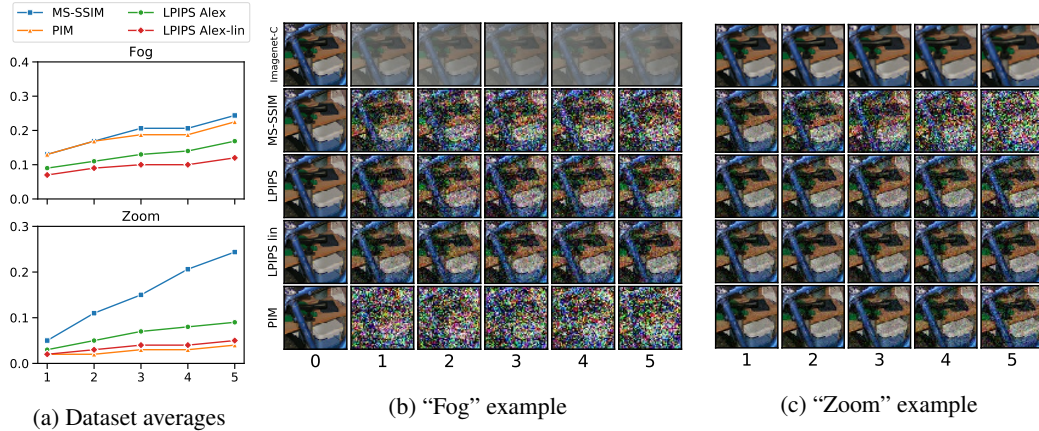 MS-SSIM
PIM
LPIPS Alex
LPIPS Alex-lin
Fog
0.4
0.3
0.2
0.1
0.0
Zoom
0.3
0.2
0.1
0.0
1 2 3 4 5
(a) Dataset averages
Imagenet-C
MS-SSIM
LPIPS
LPIPS lin
PIM
0 1 2 3 4 5
(b) “Fog” example
1 2 3 4 5
(c) “Zoom” example